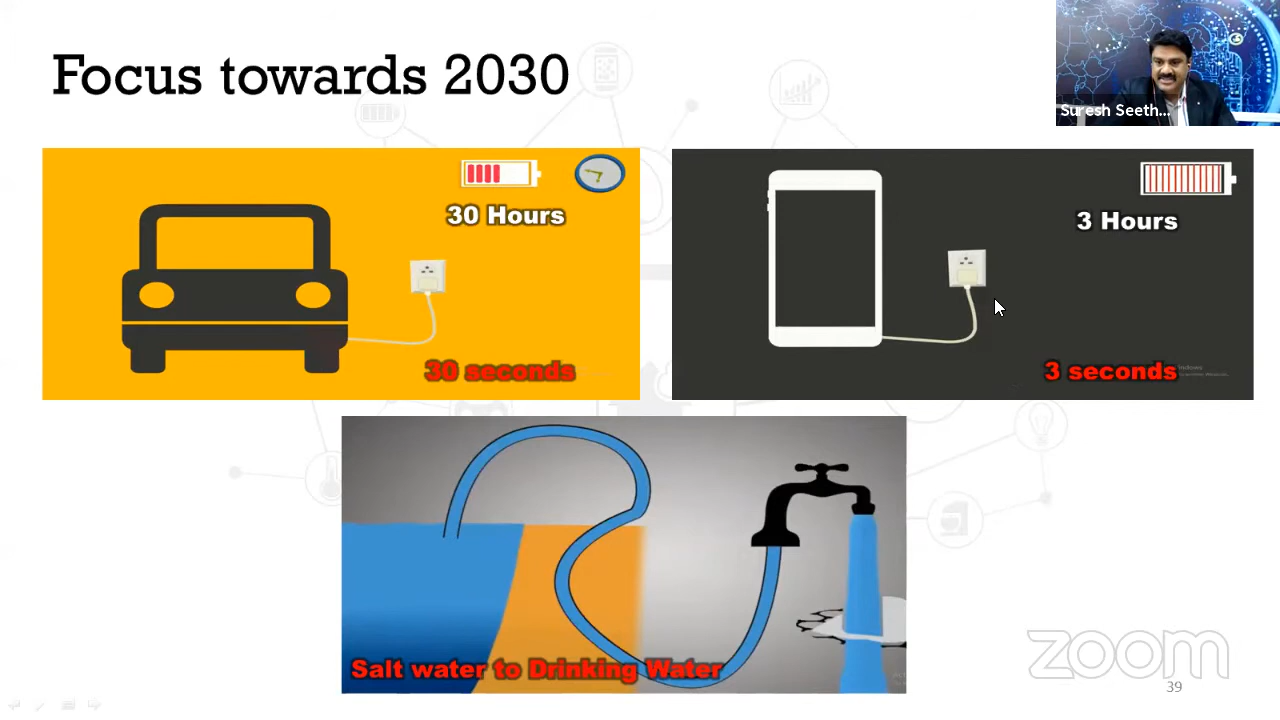 Focus towards 2030
Suresh Seeth...
30 Hours
30 seconds
3 Hours
3 seconds
Salt water to Drinking Water
zoom
39